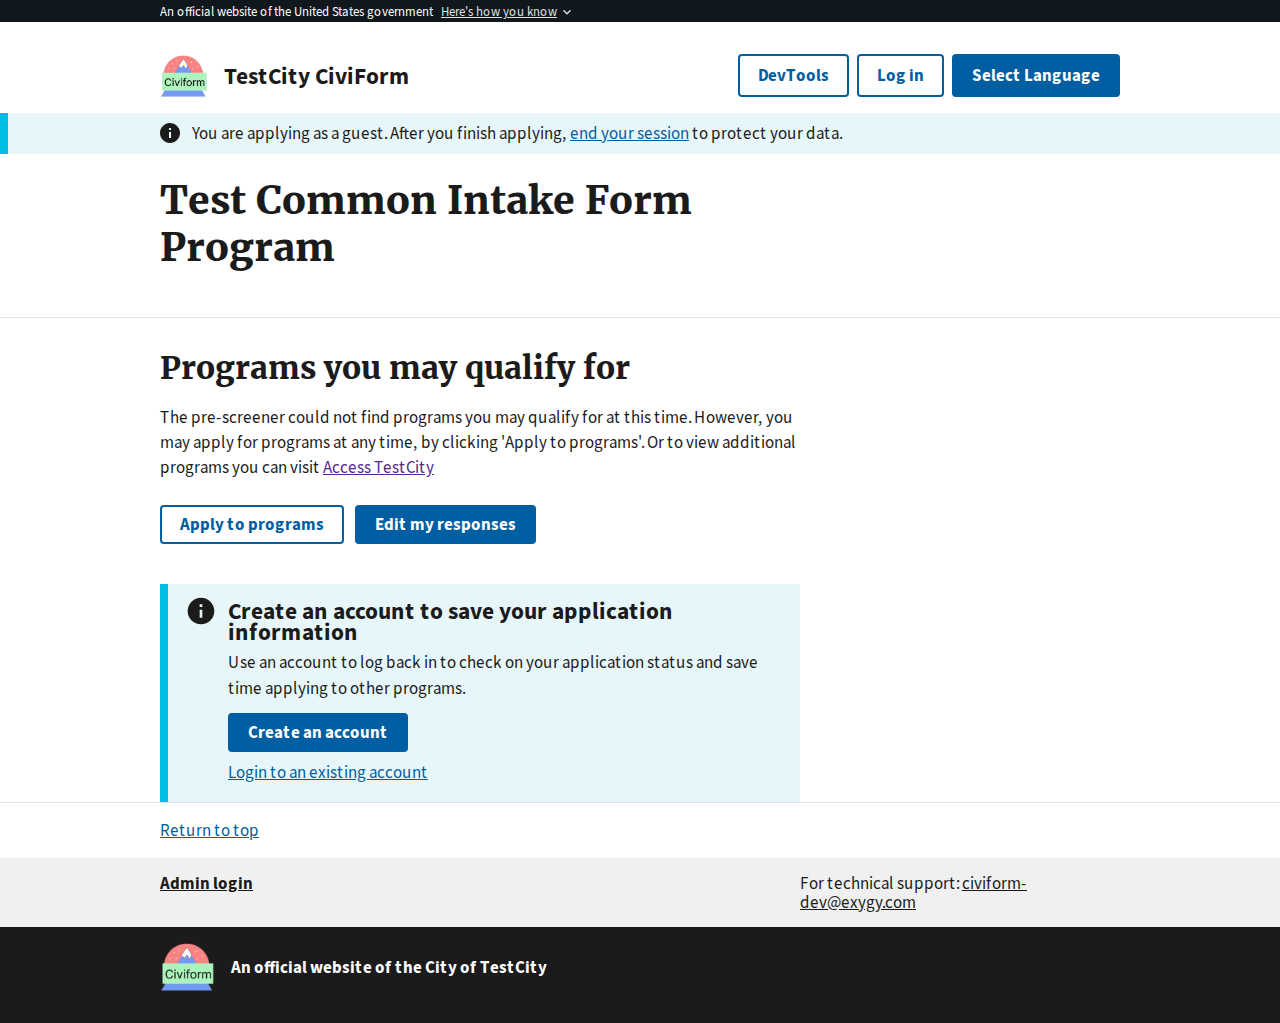 An official website of the United States government Here's how you know
Civiform
TestCity CiviForm
DevTools
Log in
Select Language
You are applying as a guest. After you finish applying, end your session to protect your data.
Test Common Intake Form
Program
Programs you may qualify for
The pre-screener could not find programs you may qualify for at this time. However, you
may apply for programs at any time, by clicking 'Apply to programs'. Or to view additional
programs you can visit Access TestCity
Apply to programs
Edit my responses
Create an account to save your application
information
Use an account to log back in to check on your application status and save
time applying to other programs.
Create an account
Login to an existing account
Return to top
Admin login
For technical support: civiform-
dev@exygy.com
Civiform
An official website of the City of TestCity